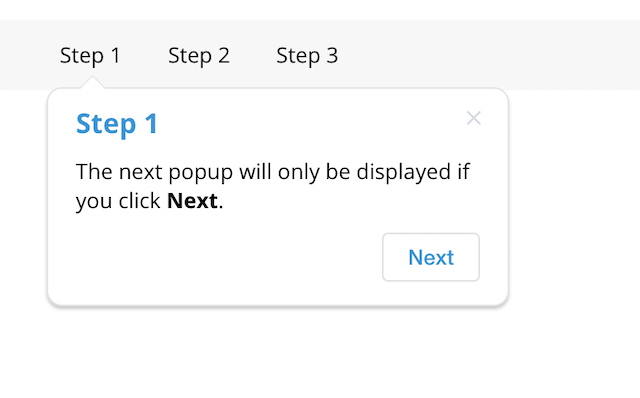 Step 1 Step 2 Step 3
Step 1
The next popup will only be displayed if
you click Next.
Next